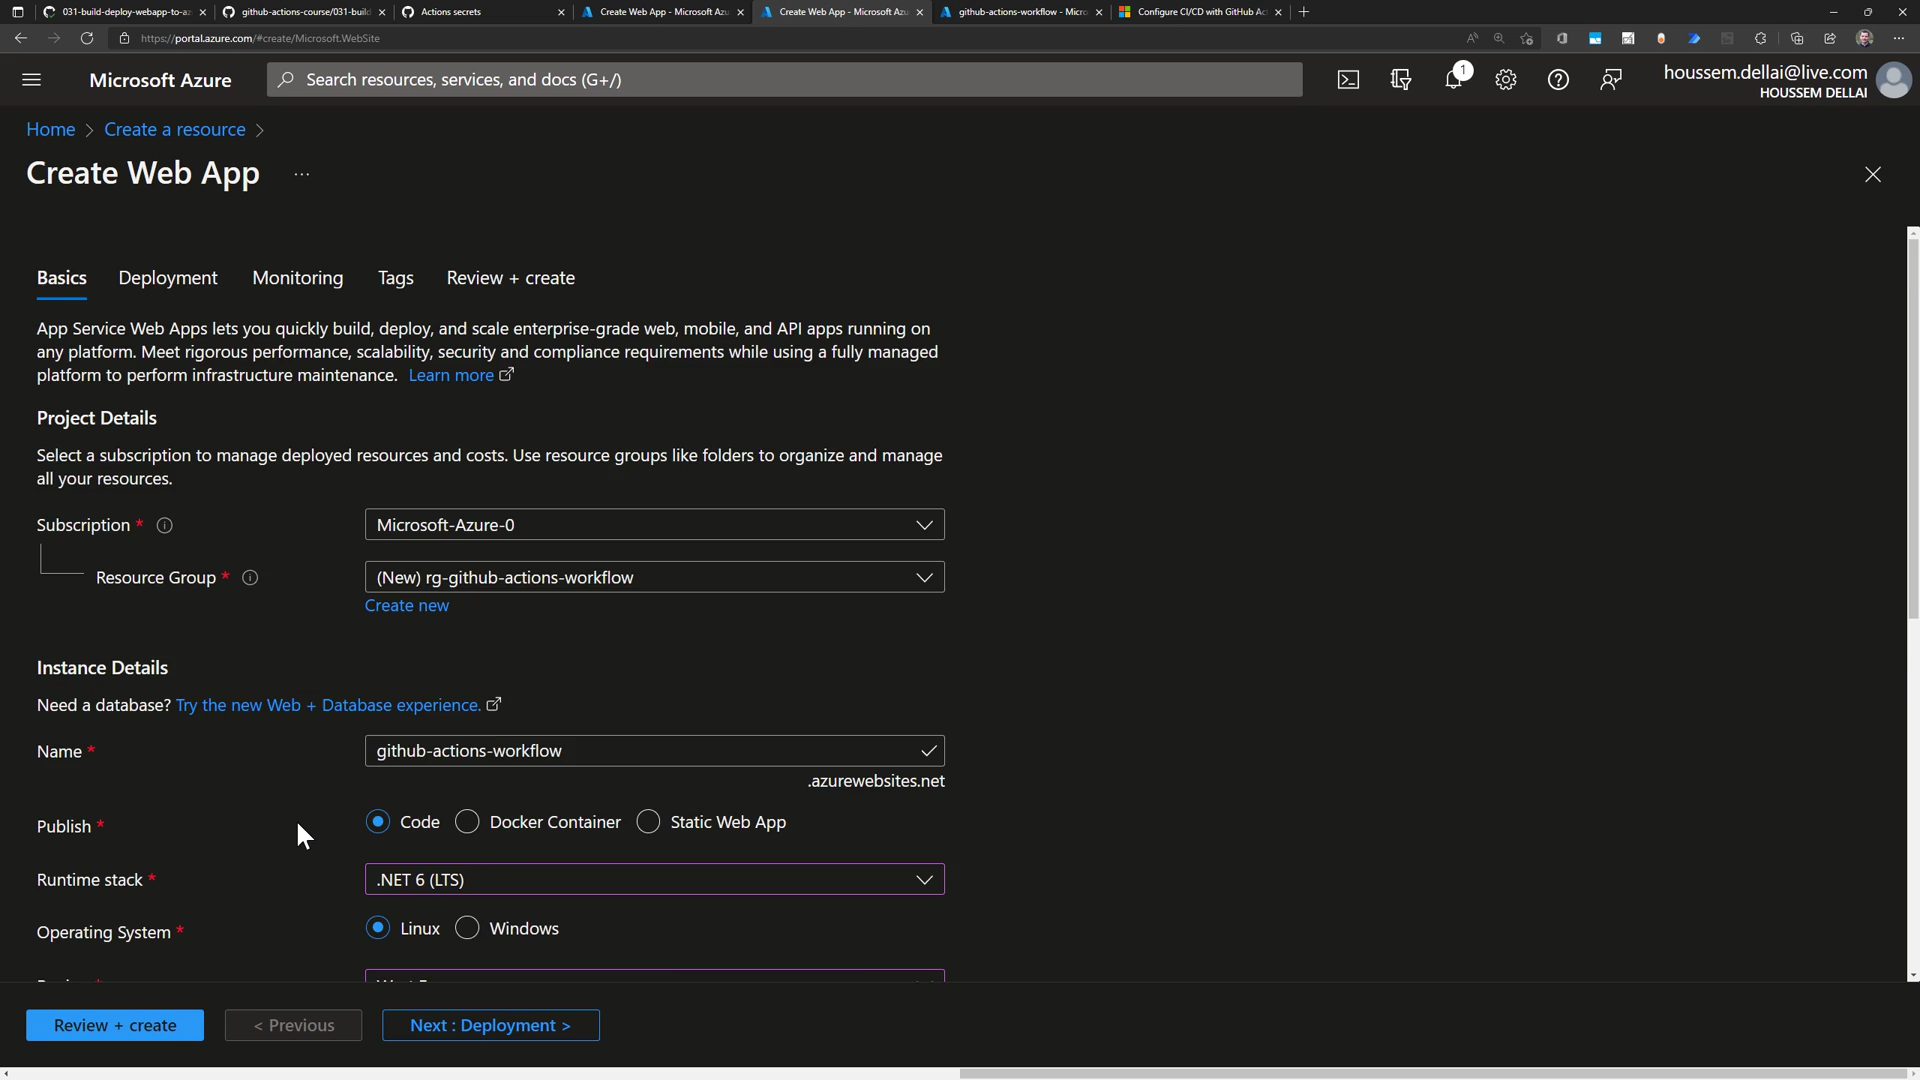 031-build-deploy-webapp-to-az
github-actions-course/031-build
Actions secrets
Create Web App - Microsoft Azu
Create Web App - Microsoft Azu
github-actions-workflow - Micro
Configure CI/CD with GitHub Ac
https://portal.azure.com/#create/Microsoft.WebSite
Microsoft Azure
Search resources, services, and docs (G+/)
1
houssem.dellai@live.com
HOUSSEM DELLAI
Home > Create a resource >
Create Web App ...
Basics Deployment Monitoring Tags Review + create
App Service Web Apps lets you quickly build, deploy, and scale enterprise-grade web, mobile, and API apps running on
any platform. Meet rigorous performance, scalability, security and compliance requirements while using a fully managed
platform to perform infrastructure maintenance. Learn more
Project Details
Select a subscription to manage deployed resources and costs. Use resource groups like folders to organize and manage
all your resources.
Subscription *
Microsoft-Azure-0
Resource Group *
(New) rg-github-actions-workflow
Create new
Instance Details
Need a database? Try the new Web + Database experience.
Name *
github-actions-workflow
.azurewebsites.net
Publish *
Code Docker Container Static Web App
Runtime stack *
.NET 6 (LTS)
Operating System *
Linux Windows
Review + create
< Previous
Next : Deployment >